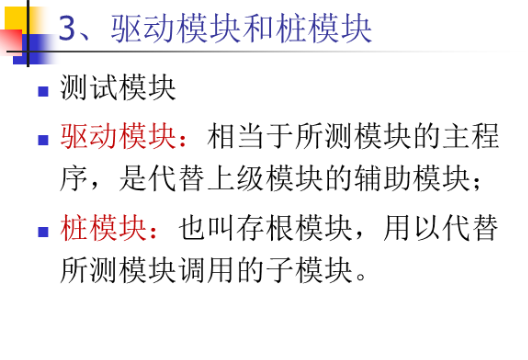 3、驱动模块和桩模块
测试模块
驱动模块：相当于所测模块的主程
序，是代替上级模块的辅助模块；
桩模块：也叫存根模块，用以代替
所测模块调用的子模块。